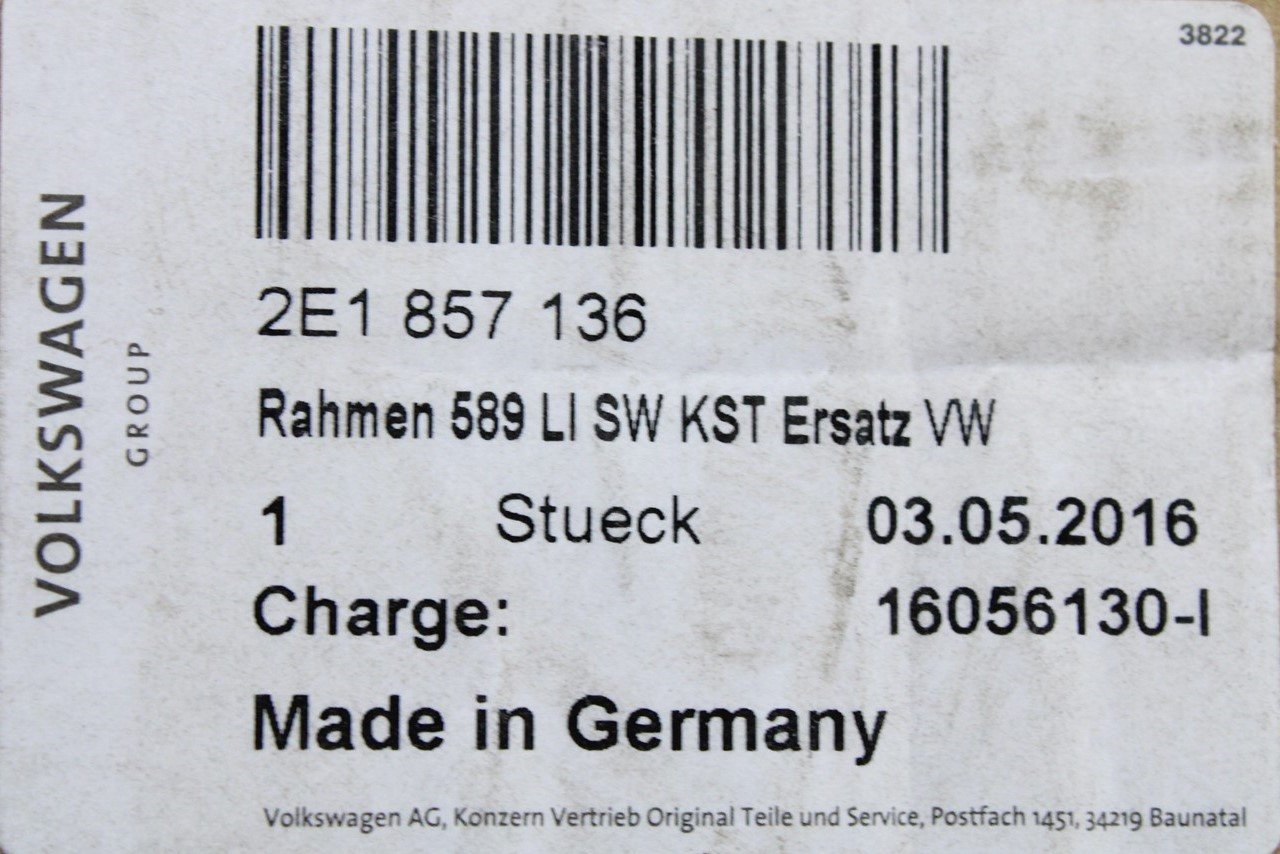 3822
VOLKSWAGEN
GROUP
2E1 857 136
Rahmen 589 LI SW KST Ersatz VW
1 Stueck 03.05.2016
Charge: 16056130-I
Made in Germany
Volkswagen AG, Konzern Vertrieb Original Teile und Service, Postfach 1451, 34219 Baunatal